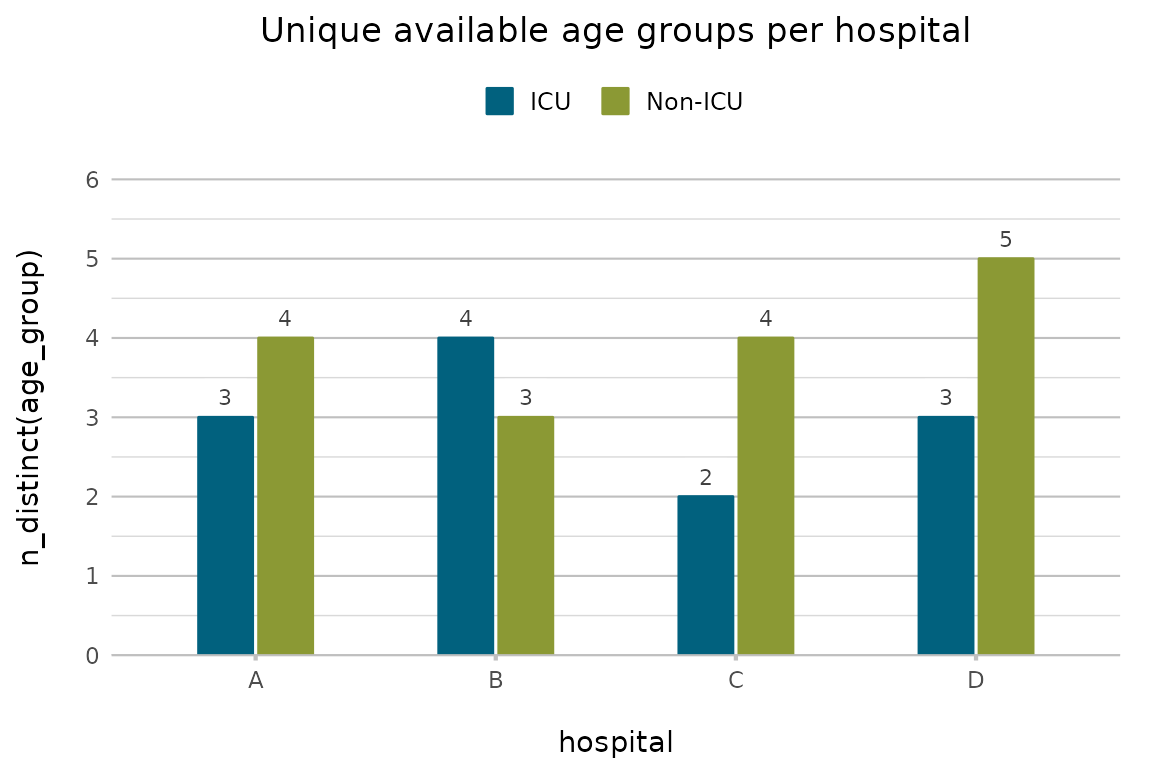 Unique available age groups per hospital
ICU Non-ICU
n_distinct(age_group)
6
5
4
3
2
1
0
3 4 4 3 2 4 3 5
A B C D
hospital